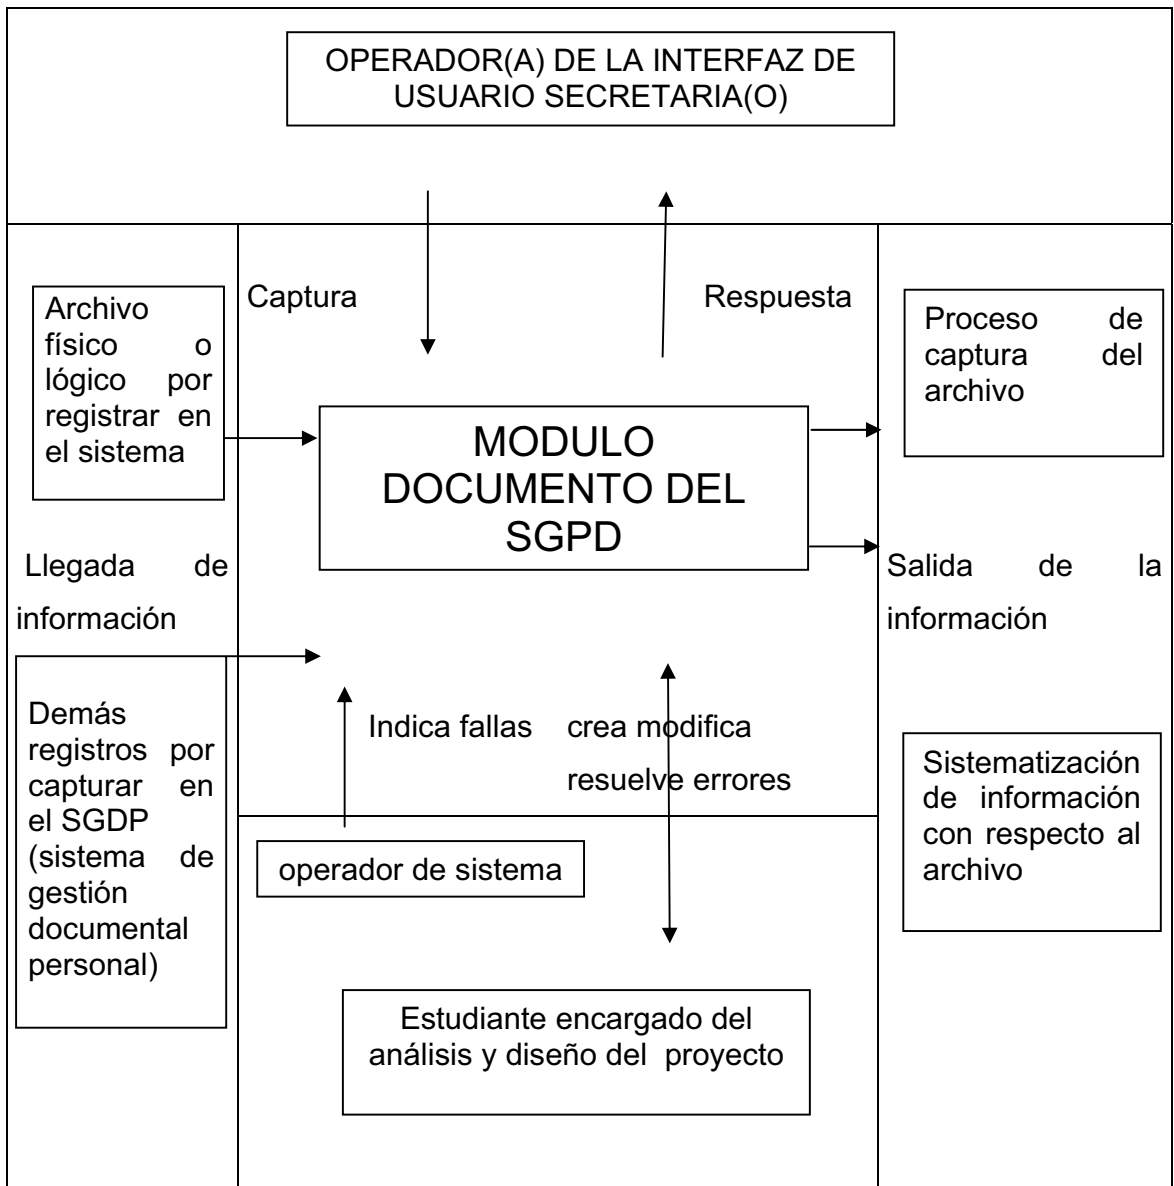 OPERADOR(A) DE LA INTERFAZ DE
USUARIO SECRETARIA(O)
Captura
Respuesta
Archivo
físico o
lógico por
registrar en
el sistema
Proceso de
captura del
archivo
MODULO
DOCUMENTO DEL
SGPD
Llegada de
información
Salida de la
información
Demás
registros por
capturar en
el SGDP
(sistema de
gestión
documental
personal)
Indica fallas
crea modifica
resuelve errores
Sistematización
de información
con respecto al
archivo
operador de sistema
Estudiante encargado del
análisis y diseño del proyecto